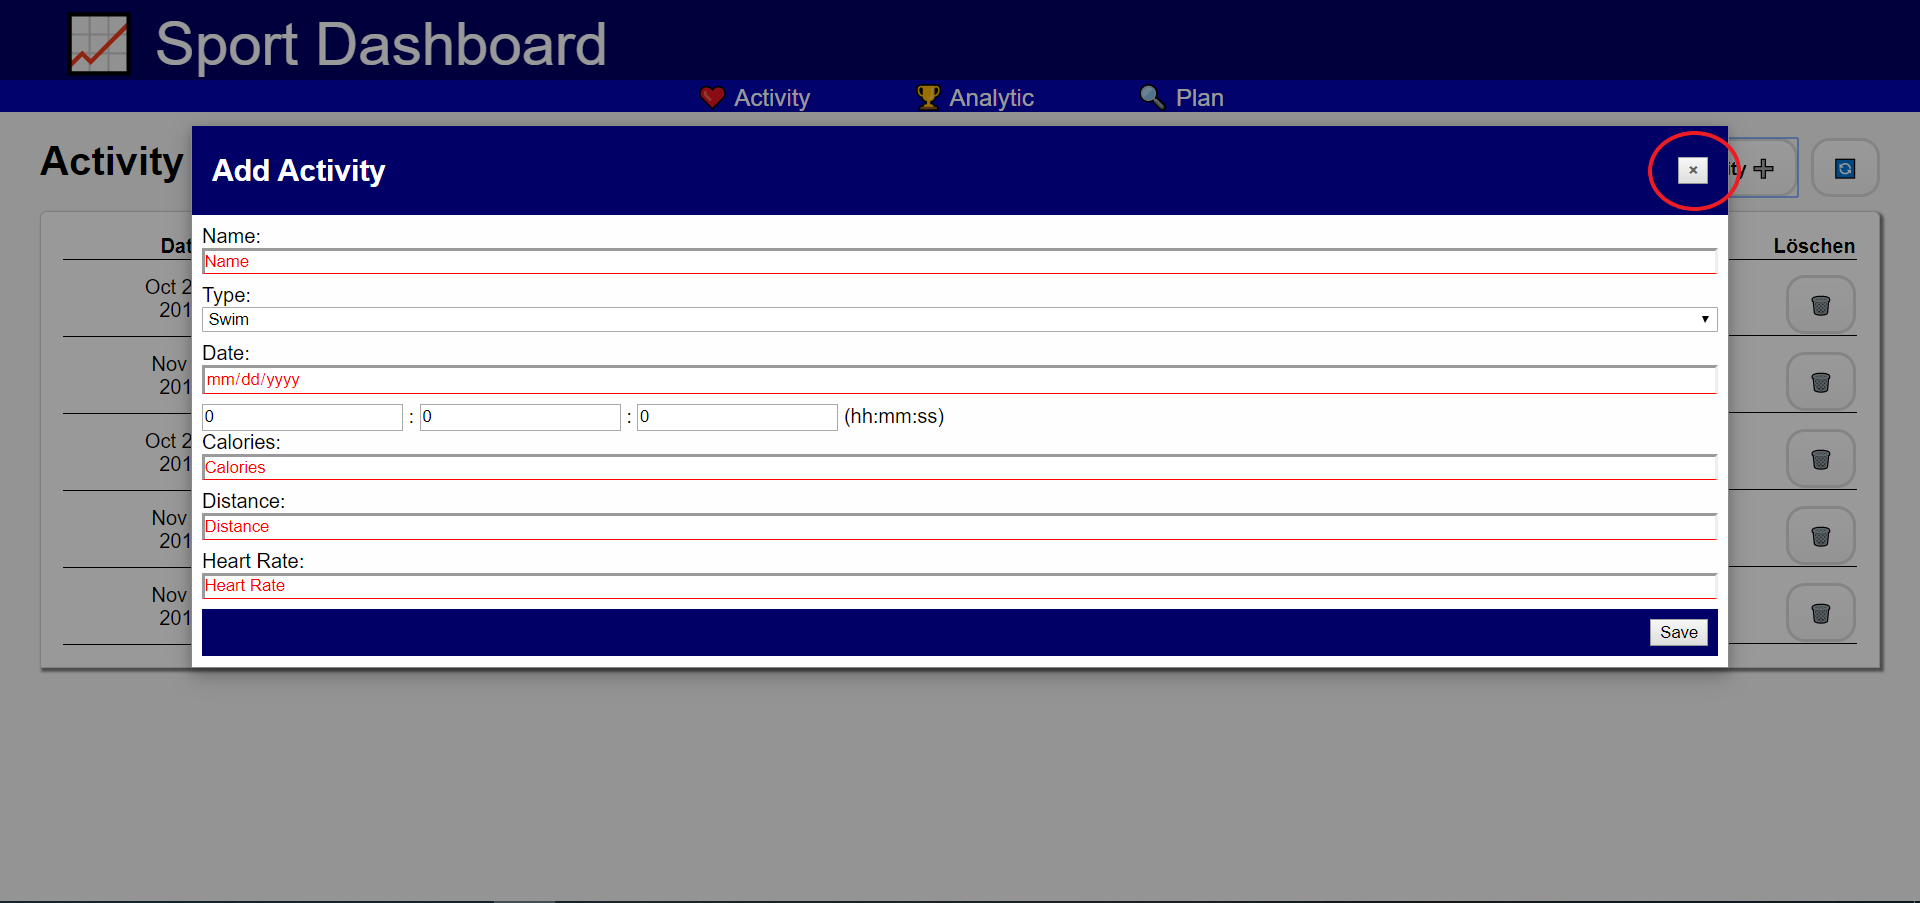 Sport Dashboard
Activity Analytic Plan
Activity
Add Activity
×
ity
Dat
Löschen
Oct 2
201
Nov
201
Oct 2
201
Nov
201
Nov
201
Name:
Name
Type:
Swim
Date:
mm/dd/yyyy
0 : 0 : 0 (hh:mm:ss)
Calories:
Calories
Distance:
Distance
Heart Rate:
Heart Rate
Save